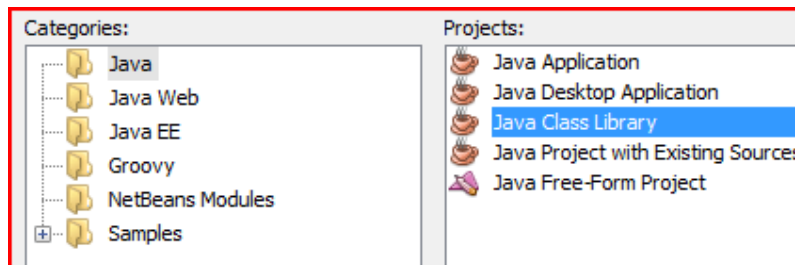 Categories:
Java
Java Web
Java EE
Groovy
NetBeans Modules
Samples
Projects:
Java Application
Java Desktop Application
Java Class Library
Java Project with Existing Sources
Java Free-Form Project